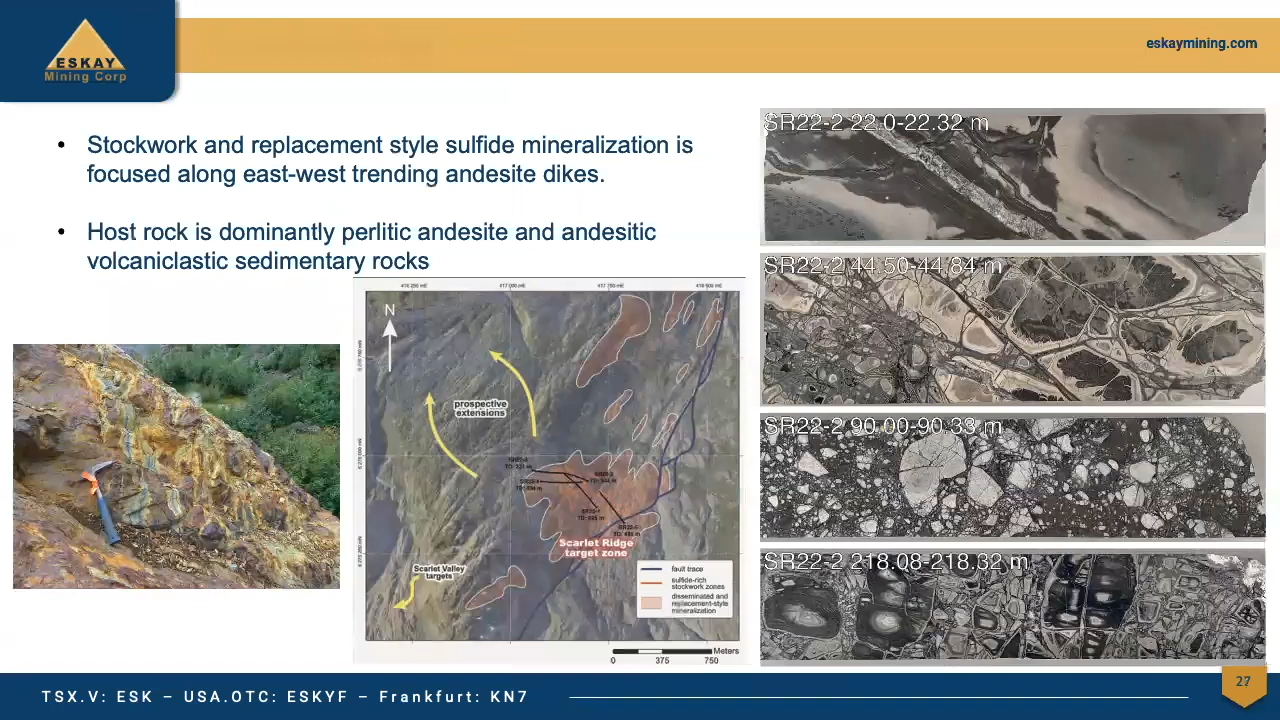 ESKAY
Mining Corp
eskaymining.com
• Stockwork and replacement style sulfide mineralization is
focused along east-west trending andesite dikes.
• Host rock is dominantly perlitic andesite and andesitic
volcaniclastic sedimentary rocks
N
prospective
extensions
Scarlet Ridge
target zone
Scarlet Valley
targets
fault trace
sulfide-rich
stockwork zones
disseminated and
replacement-style
mineralization
Meters
0 375 750
SR22-2 22.0-22.32 m
SR22-2 44.50-44.84 m
SR22-2 90.00-90.33 m
SR22-2 218.08-218.32 m
TSX.V: ESK – USA.OTC: ESKYF – Frankfurt: KN7
27